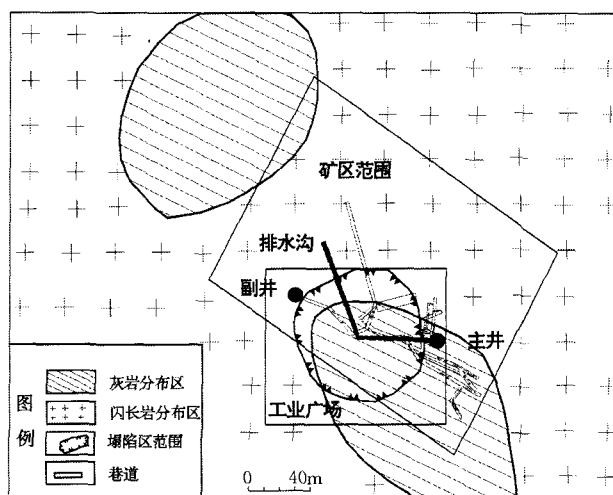 矿区范围
排水沟
副井
主井
工业广场
图例
灰岩分布区
闪长岩分布区
塌陷区范围
巷道
0 40m